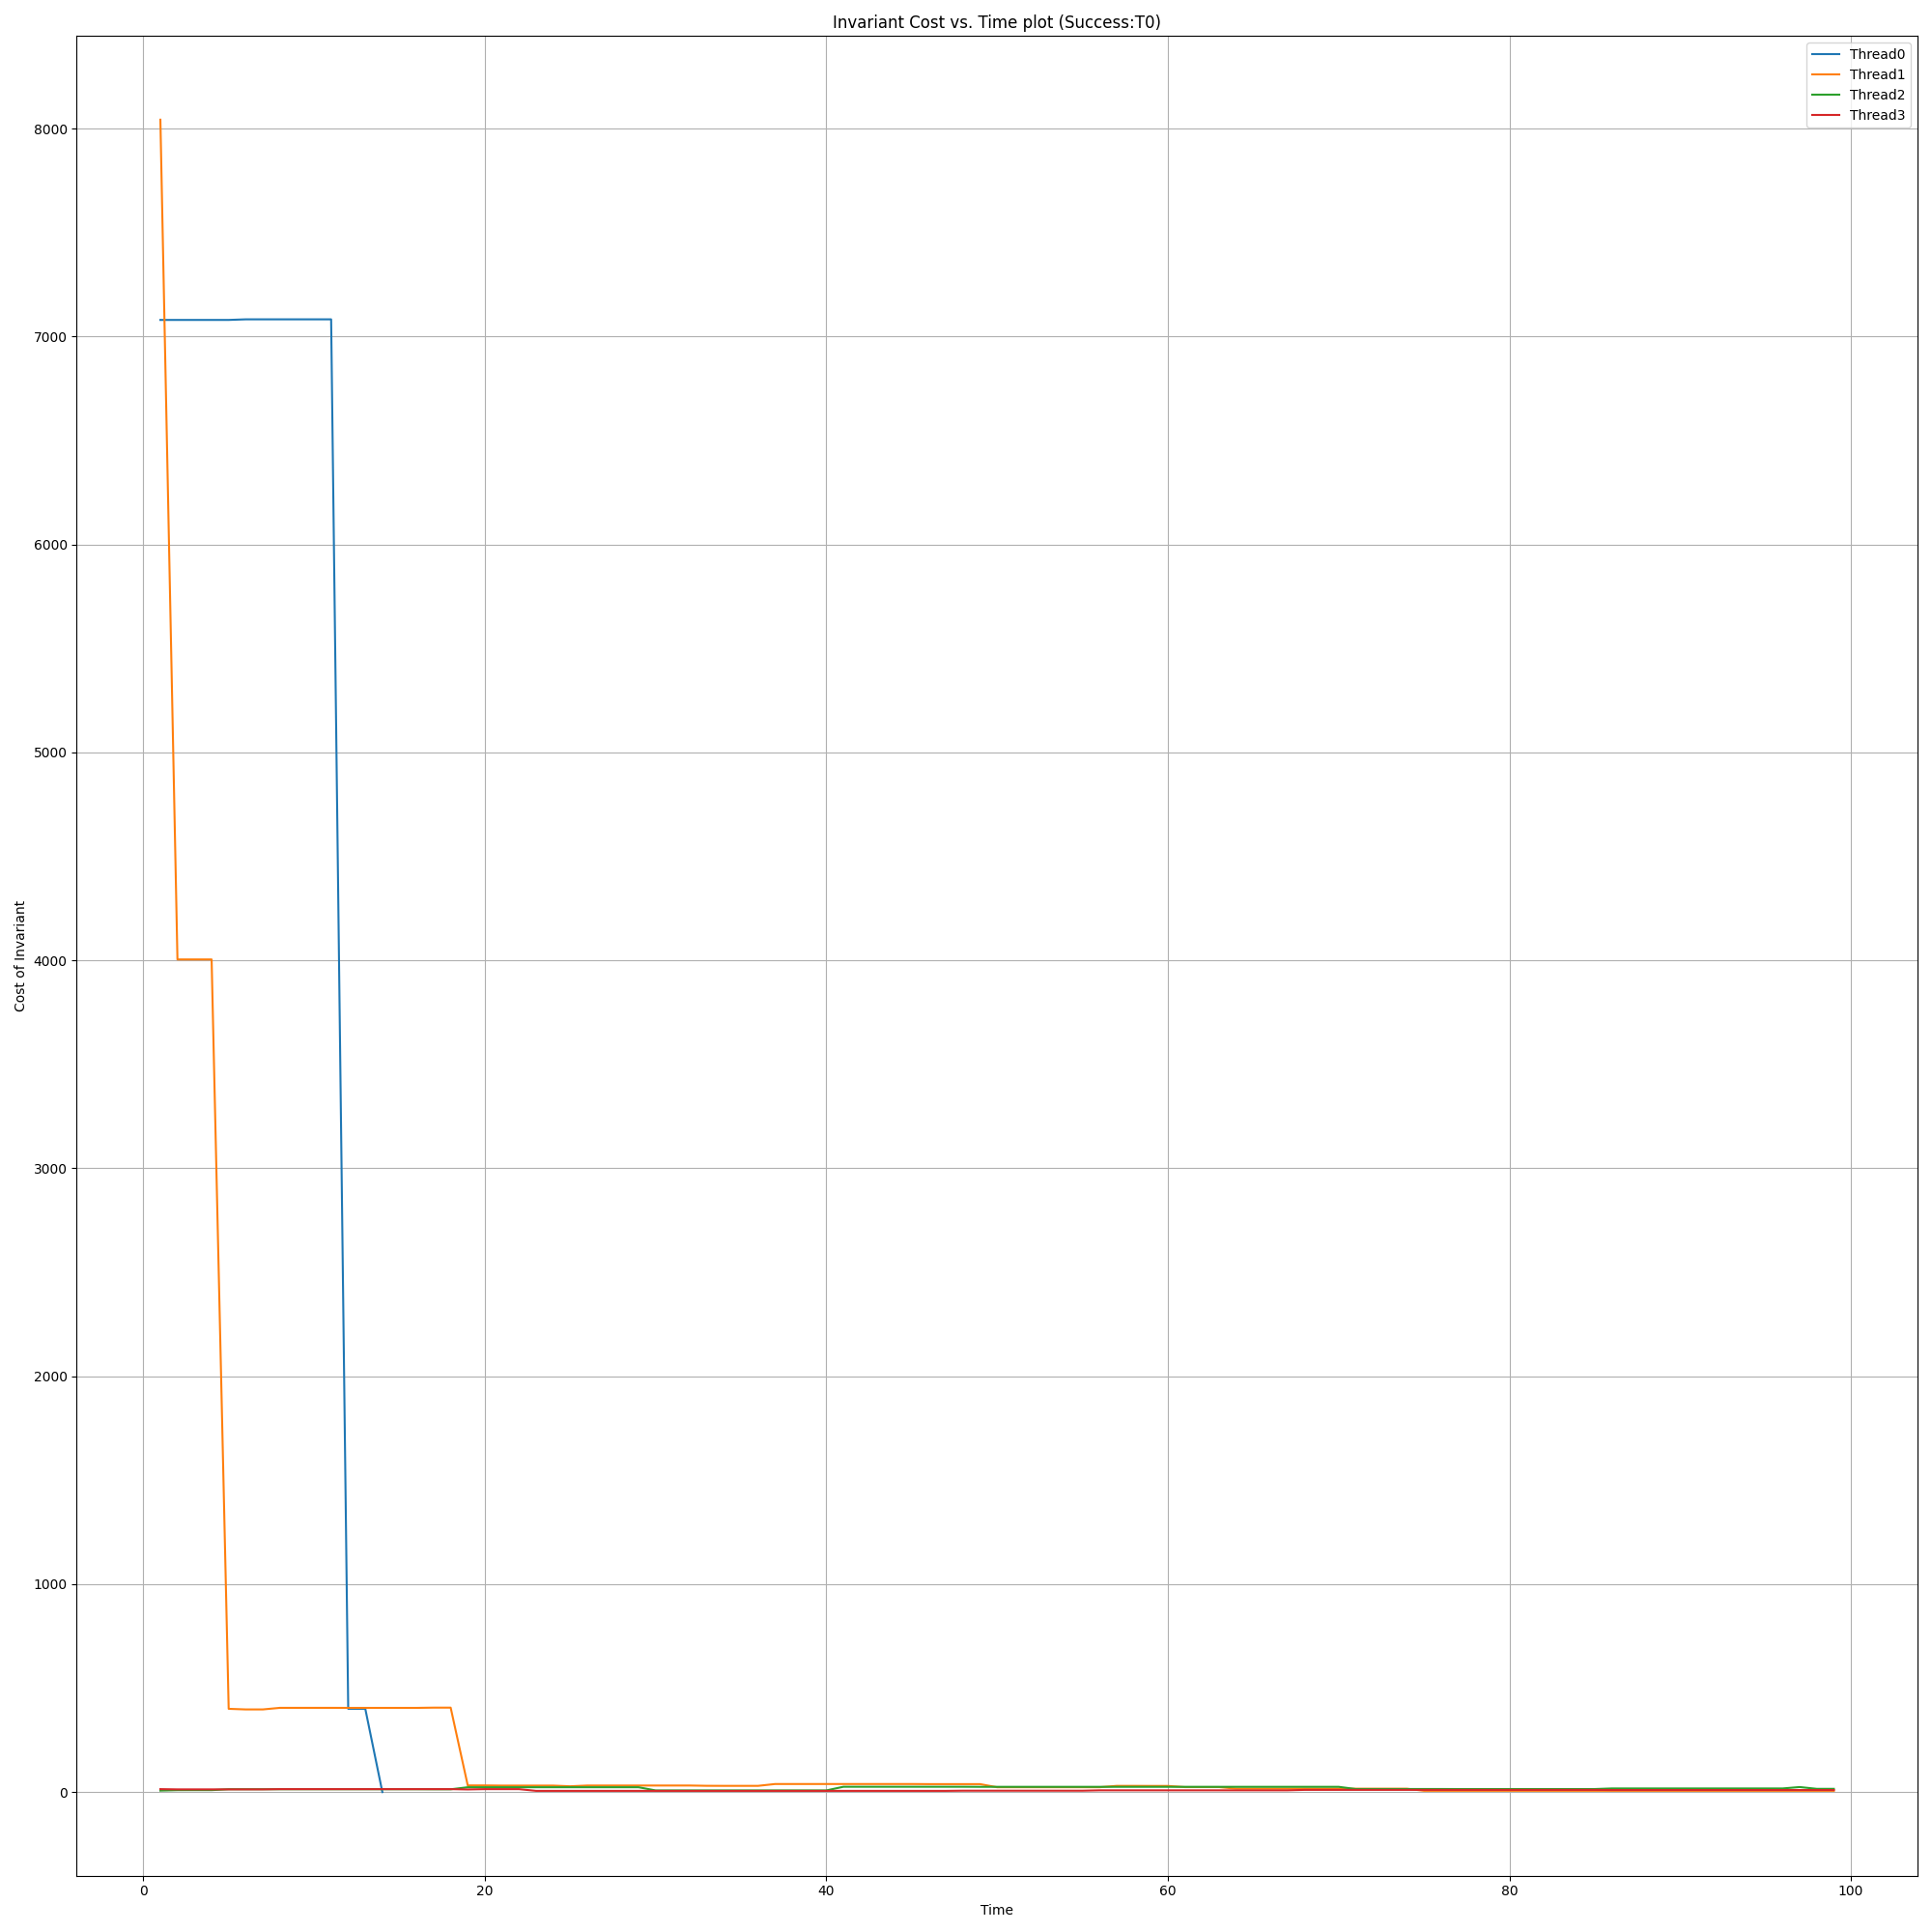 Invariant Cost vs. Time plot (Success:T0)
Thread0
Thread1
Thread2
Thread3
8000
7000
6000
5000
4000
3000
2000
1000
0
Cost of Invariant
0 20 40 60 80 100
Time